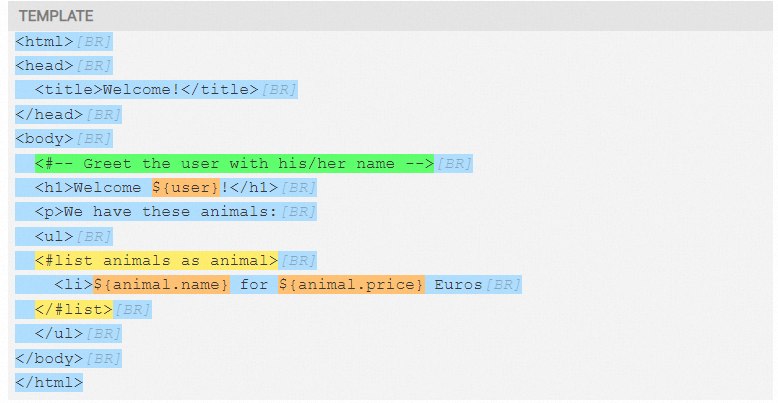 TEMPLATE
<html>[BR]
<head>[BR]
  <title>Welcome!</title>[BR]
</head>[BR]
<body>[BR]
  <#-- Greet the user with his/her name -->[BR]
  <h1>Welcome ${user}!</h1>[BR]
  <p>We have these animals:[BR]
  <ul>[BR]
  <#list animals as animal>[BR]
    <li>${animal.name} for ${animal.price} Euros[BR]
  </#list>[BR]
  </ul>[BR]
</body>[BR]
</html>